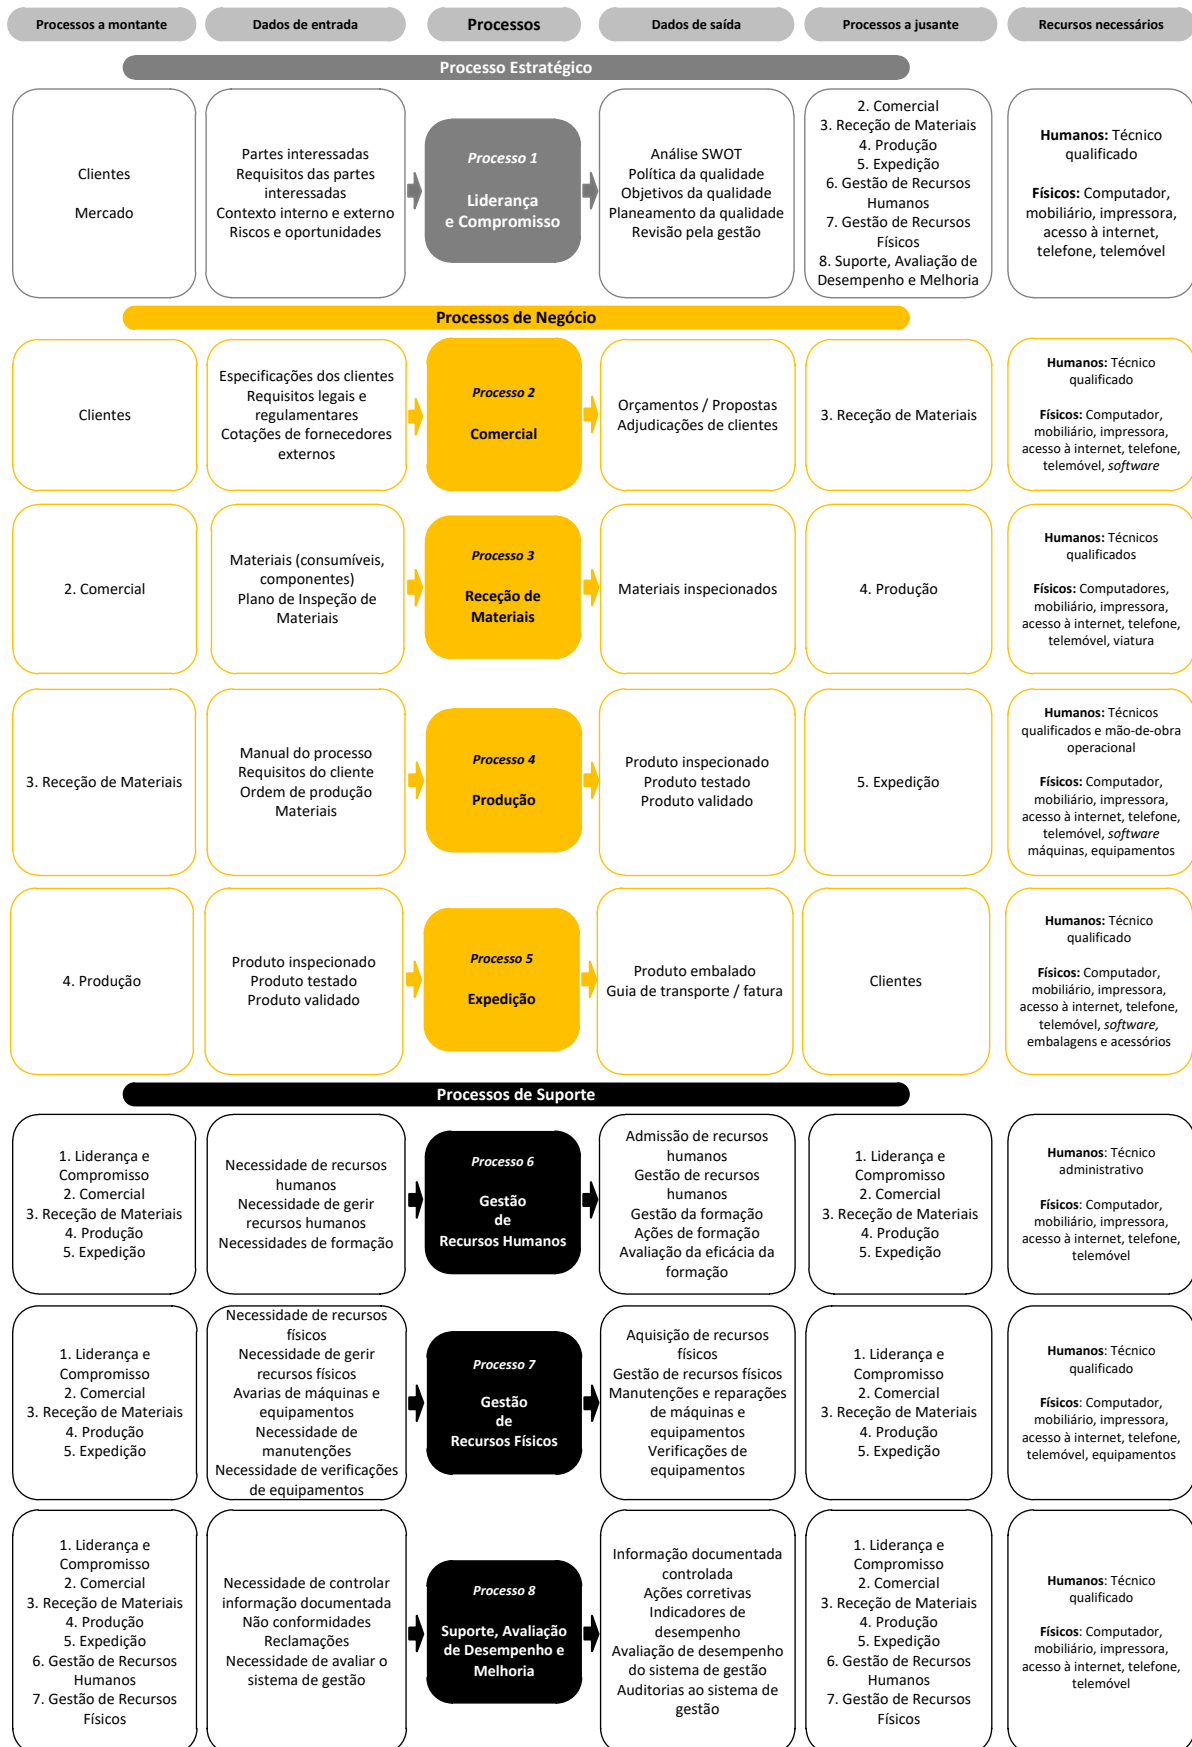 Processos a montante
Dados de entrada
Processos
Dados de saída
Processos a jusante
Recursos necessários
Processo Estratégico
Clientes
Mercado
Partes interessadas
Requisitos das partes
interessadas
Contexto interno e externo
Riscos e oportunidades
Processo 1
Liderança
e Compromisso
Análise SWOT
Política da qualidade
Objetivos da qualidade
Planeamento da qualidade
Revisão pela gestão
2. Comercial
3. Receção de Materiais
4. Produção
5. Expedição
6. Gestão de Recursos
Humanos
7. Gestão de Recursos
Físicos
8. Suporte, Avaliação de
Desempenho e Melhoria
Humanos: Técnico
qualificado
Físicos: Computador,
mobiliário, impressora,
acesso à internet,
telefone, telemóvel
Processos de Negócio
Clientes
Especificações dos clientes
Requisitos legais e
regulamentares
Cotações de fornecedores
externos
Processo 2
Comercial
Orçamentos / Propostas
Adjudicações de clientes
3. Receção de Materiais
Humanos: Técnico
qualificado
Físicos: Computador,
mobiliário, impressora,
acesso à internet, telefone,
telemóvel, software
2. Comercial
Materiais (consumíveis,
componentes)
Plano de Inspeção de
Materiais
Processo 3
Receção de
Materiais
Materiais inspecionados
4. Produção
Humanos: Técnicos
qualificados
Físicos: Computadores,
mobiliário, impressora,
acesso à internet, telefone,
telemóvel, viatura
3. Receção de Materiais
Manual do processo
Requisitos do cliente
Ordem de produção
Materiais
Processo 4
Produção
Produto inspecionado
Produto testado
Produto validado
5. Expedição
Humanos: Técnicos
qualificados e mão-de-obra
operacional
Físicos: Computador,
mobiliário, impressora,
acesso à internet, telefone,
telemóvel, software
máquinas, equipamentos
4. Produção
Produto inspecionado
Produto testado
Produto validado
Processo 5
Expedição
Produto embalado
Guia de transporte / fatura
Clientes
Humanos: Técnico
qualificado
Físicos: Computador,
mobiliário, impressora,
acesso à internet, telefone,
telemóvel, software,
embalagens e acessórios
Processos de Suporte
1. Liderança e
Compromisso
2. Comercial
3. Receção de Materiais
4. Produção
5. Expedição
Necessidade de recursos
humanos
Necessidade de gerir
recursos humanos
Necessidades de formação
Processo 6
Gestão
de
Recursos Humanos
Admissão de recursos
humanos
Gestão de recursos
humanos
Gestão da formação
Ações de formação
Avaliação da eficácia da
formação
1. Liderança e
Compromisso
2. Comercial
3. Receção de Materiais
4. Produção
5. Expedição
Humanos: Técnico
administrativo
Físicos: Computador,
mobiliário, impressora,
acesso à internet, telefone,
telemóvel
1. Liderança e
Compromisso
2. Comercial
3. Receção de Materiais
4. Produção
5. Expedição
Necessidade de recursos
físicos
Necessidade de gerir
recursos físicos
Avarias de máquinas e
equipamentos
Necessidade de
manutenções
Necessidade de verificações
de equipamentos
Processo 7
Gestão
de
Recursos Físicos
Aquisição de recursos
físicos
Gestão de recursos físicos
Manutenções e reparações
de máquinas e
equipamentos
Verificações de
equipamentos
1. Liderança e
Compromisso
2. Comercial
3. Receção de Materiais
4. Produção
5. Expedição
Humanos: Técnico
qualificado
Físicos: Computador,
mobiliário, impressora,
acesso à internet, telefone,
telemóvel, equipamentos
1. Liderança e
Compromisso
2. Comercial
3. Receção de Materiais
4. Produção
5. Expedição
6. Gestão de Recursos
Humanos
7. Gestão de Recursos
Físicos
Necessidade de controlar
informação documentada
Não conformidades
Reclamações
Necessidade de avaliar o
sistema de gestão
Processo 8
Suporte, Avaliação
de Desempenho e
Melhoria
Informação documentada
controlada
Ações corretivas
Indicadores de
desempenho
Avaliação de desempenho
do sistema de gestão
Auditorias ao sistema de
gestão
1. Liderança e
Compromisso
2. Comercial
3. Receção de Materiais
4. Produção
5. Expedição
6. Gestão de Recursos
Humanos
7. Gestão de Recursos
Físicos
Humanos: Técnico
qualificado
Físicos: Computador,
mobiliário, impressora,
acesso à internet, telefone,
telemóvel